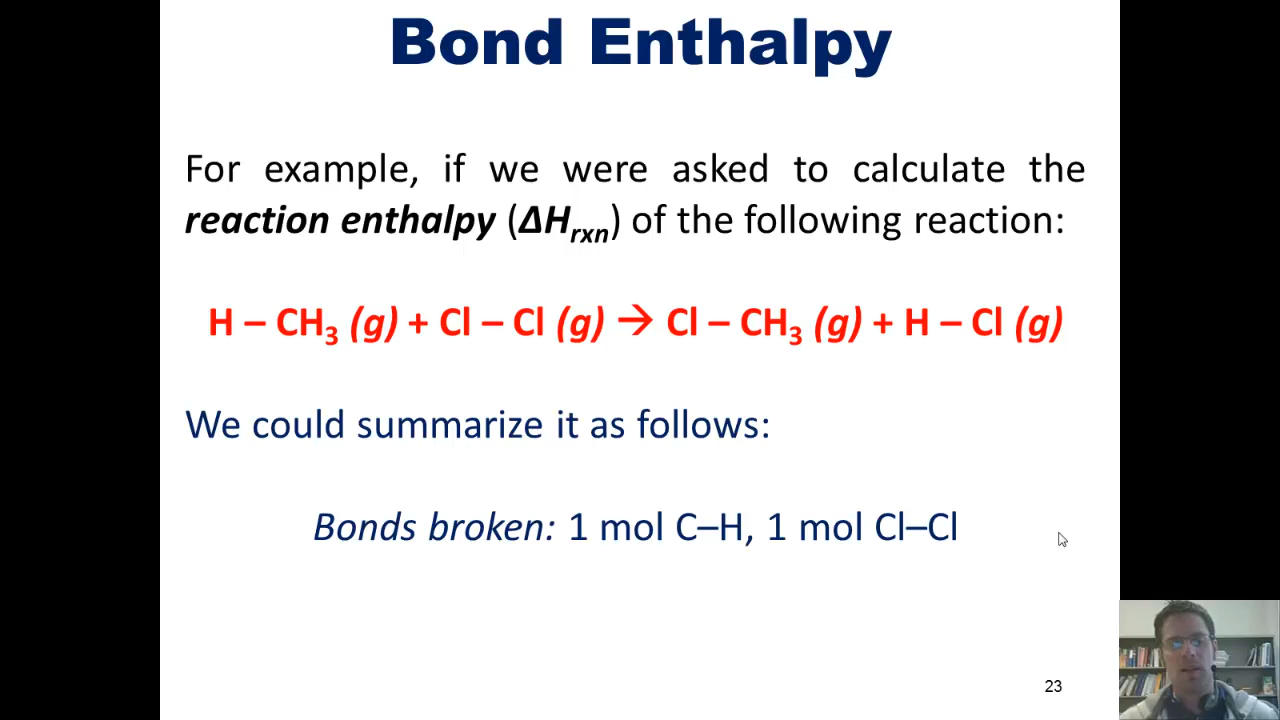 Bond Enthalpy
For example, if we were asked to calculate the
reaction enthalpy (ΔHrxn) of the following reaction:
H – CH3 (g) + Cl – Cl (g) → Cl – CH3 (g) + H – Cl (g)
We could summarize it as follows:
Bonds broken: 1 mol C–H, 1 mol Cl–Cl
23